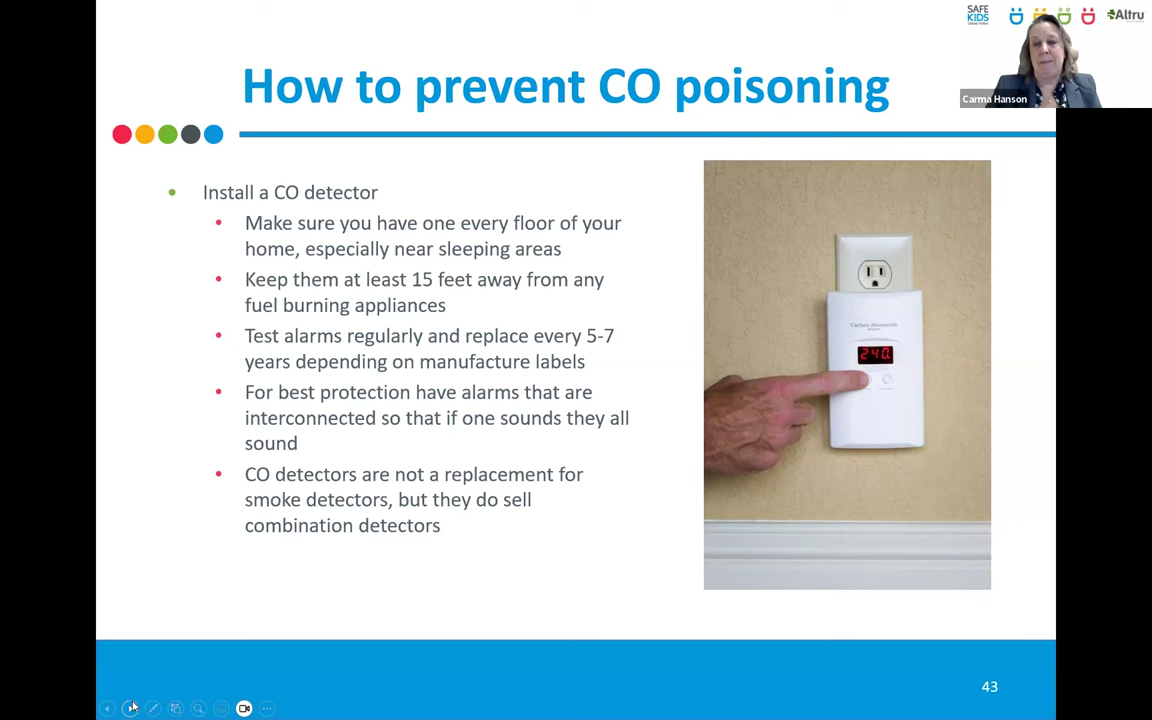 SAFE
KIDS
Altru
Carma Hanson
How to prevent CO poisoning
Install a CO detector
Make sure you have one every floor of your
home, especially near sleeping areas
Keep them at least 15 feet away from any
fuel burning appliances
Test alarms regularly and replace every 5-7
years depending on manufacture labels
For best protection have alarms that are
interconnected so that if one sounds they all
sound
CO detectors are not a replacement for
smoke detectors, but they do sell
combination detectors
Carbon Monoxide
240
43